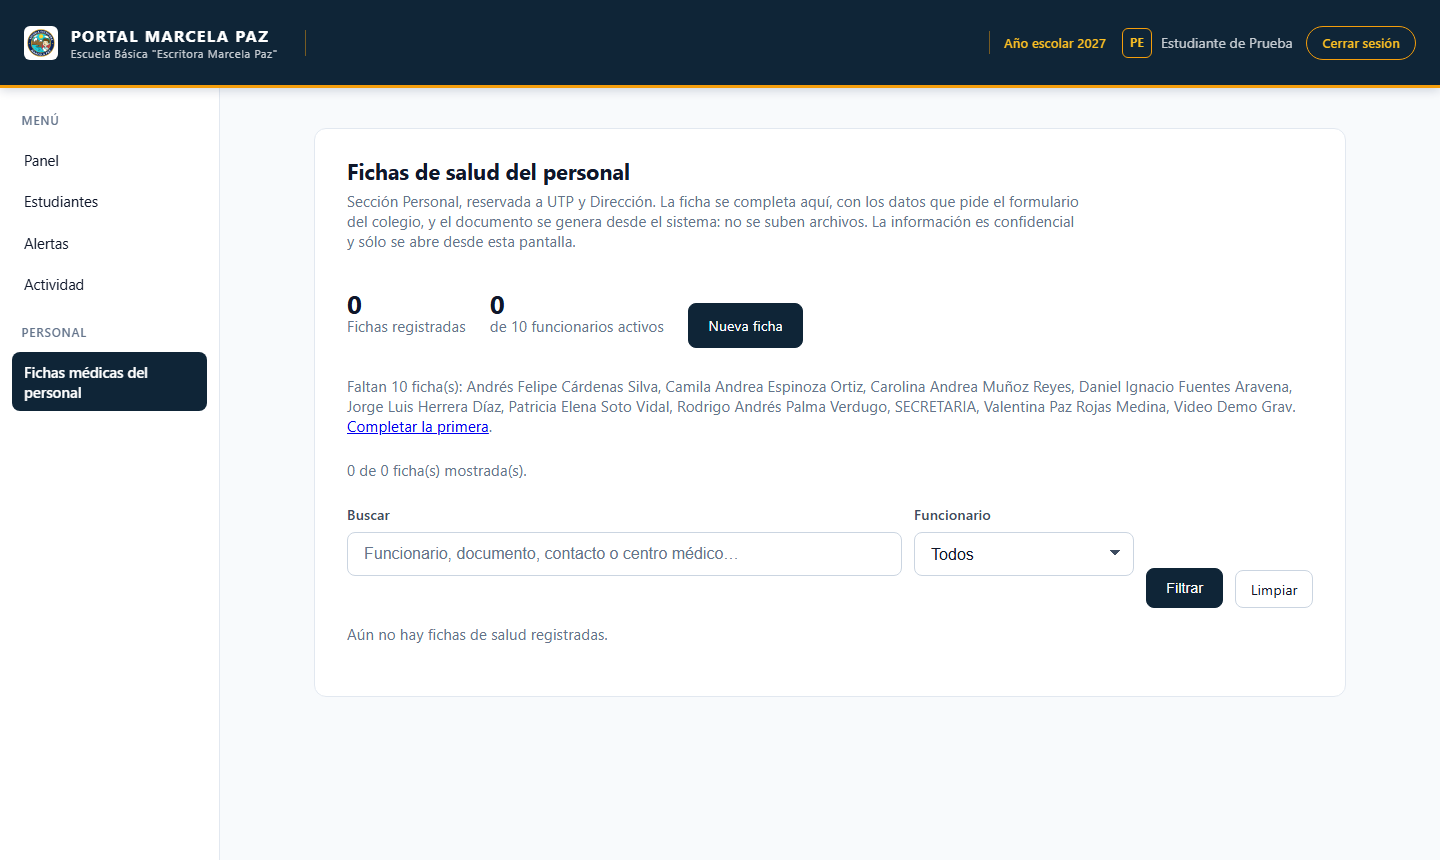 PORTAL MARCELA PAZ
Escuela Básica "Escritora Marcela Paz"
Año escolar 2027
PE
Estudiante de Prueba
Cerrar sesión
MENÚ
Panel
Estudiantes
Alertas
Actividad
PERSONAL
Fichas médicas del
personal
Fichas de salud del personal
Sección Personal, reservada a UTP y Dirección. La ficha se completa aquí, con los datos que pide el formulario
del colegio, y el documento se genera desde el sistema: no se suben archivos. La información es confidencial
y sólo se abre desde esta pantalla.
0
Fichas registradas
0
de 10 funcionarios activos
Nueva ficha
Faltan 10 ficha(s): Andrés Felipe Cárdenas Silva, Camila Andrea Espinoza Ortiz, Carolina Andrea Muñoz Reyes, Daniel Ignacio Fuentes Aravena,
Jorge Luis Herrera Díaz, Patricia Elena Soto Vidal, Rodrigo Andrés Palma Verdugo, SECRETARIA, Valentina Paz Rojas Medina, Video Demo Grav.
Completar la primera.
0 de 0 ficha(s) mostrada(s).
Buscar
Funcionario, documento, contacto o centro médico…
Funcionario
Todos
Filtrar
Limpiar
Aún no hay fichas de salud registradas.